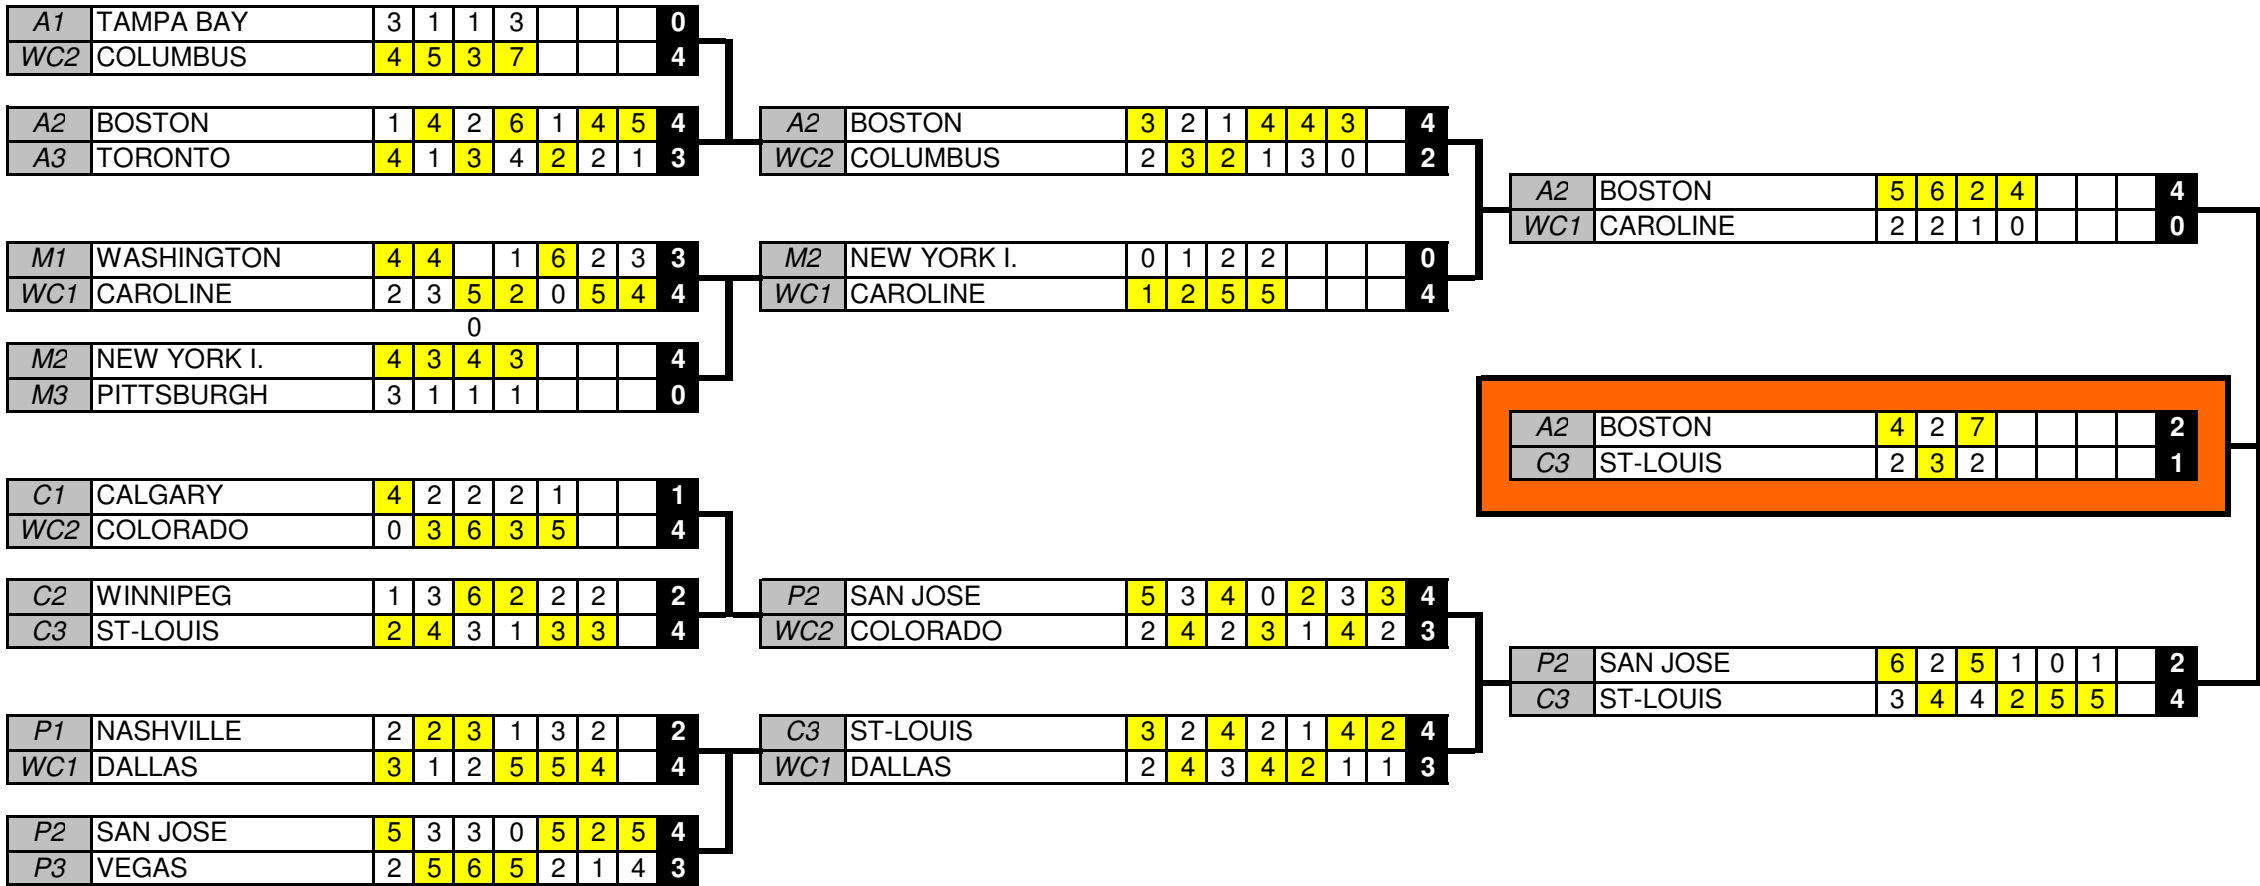 A1 TAMPA BAY 3 1 1 3 0
WC2 COLUMBUS 4 5 3 7 4
A2 BOSTON 1 4 2 6 1 4 5 4
A3 TORONTO 4 1 3 4 2 2 1 3
M1 WASHINGTON 4 4 1 6 2 3 3
WC1 CAROLINE 2 3 5 2 0 5 4 4
0
M2 NEW YORK I. 4 3 4 3 4
M3 PITTSBURGH 3 1 1 1 0
C1 CALGARY 4 2 2 2 1 1
WC2 COLORADO 0 3 6 3 5 4
C2 WINNIPEG 1 3 6 2 2 2 2
C3 ST-LOUIS 2 4 3 1 3 3 4
P1 NASHVILLE 2 2 3 1 3 2 2
WC1 DALLAS 3 1 2 5 5 4 4
P2 SAN JOSE 5 3 3 0 5 2 5 4
P3 VEGAS 2 5 6 5 2 1 4 3
A2 BOSTON 3 2 1 4 4 3 4
WC2 COLUMBUS 2 3 2 1 3 0 2
M2 NEW YORK I. 0 1 2 2 0
WC1 CAROLINE 1 2 5 5 4
P2 SAN JOSE 5 3 4 0 2 3 3 4
WC2 COLORADO 2 4 2 3 1 4 2 3
C3 ST-LOUIS 3 2 4 2 1 4 2 4
WC1 DALLAS 2 4 3 4 2 1 1 3
A2 BOSTON 5 6 2 4 4
WC1 CAROLINE 2 2 1 0 0
A2 BOSTON 4 2 7 2
C3 ST-LOUIS 2 3 2 1
P2 SAN JOSE 6 2 5 1 0 1 2
C3 ST-LOUIS 3 4 4 2 5 5 4